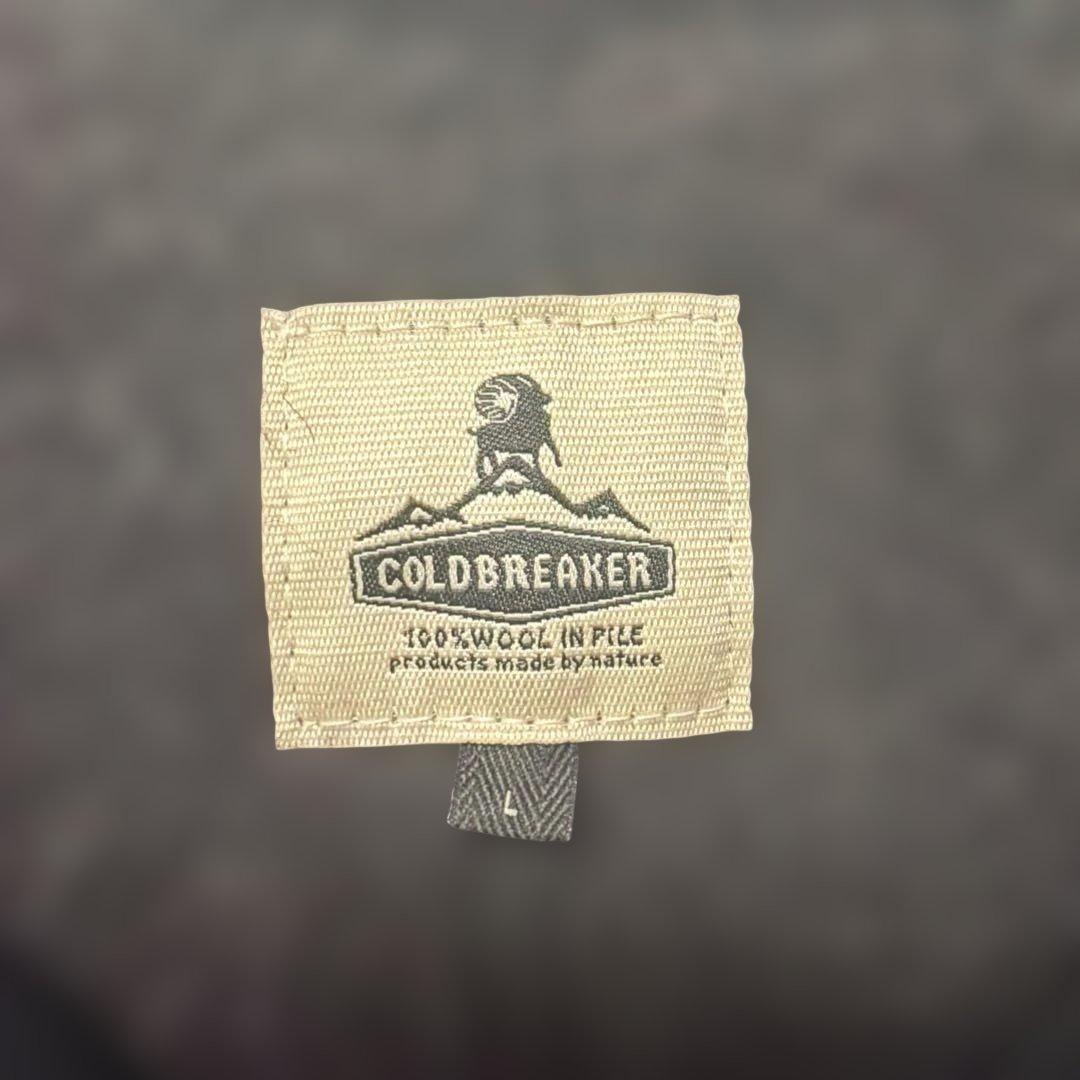 COLDBREAKER
100%WOOL IN PILE
products made by nature
L